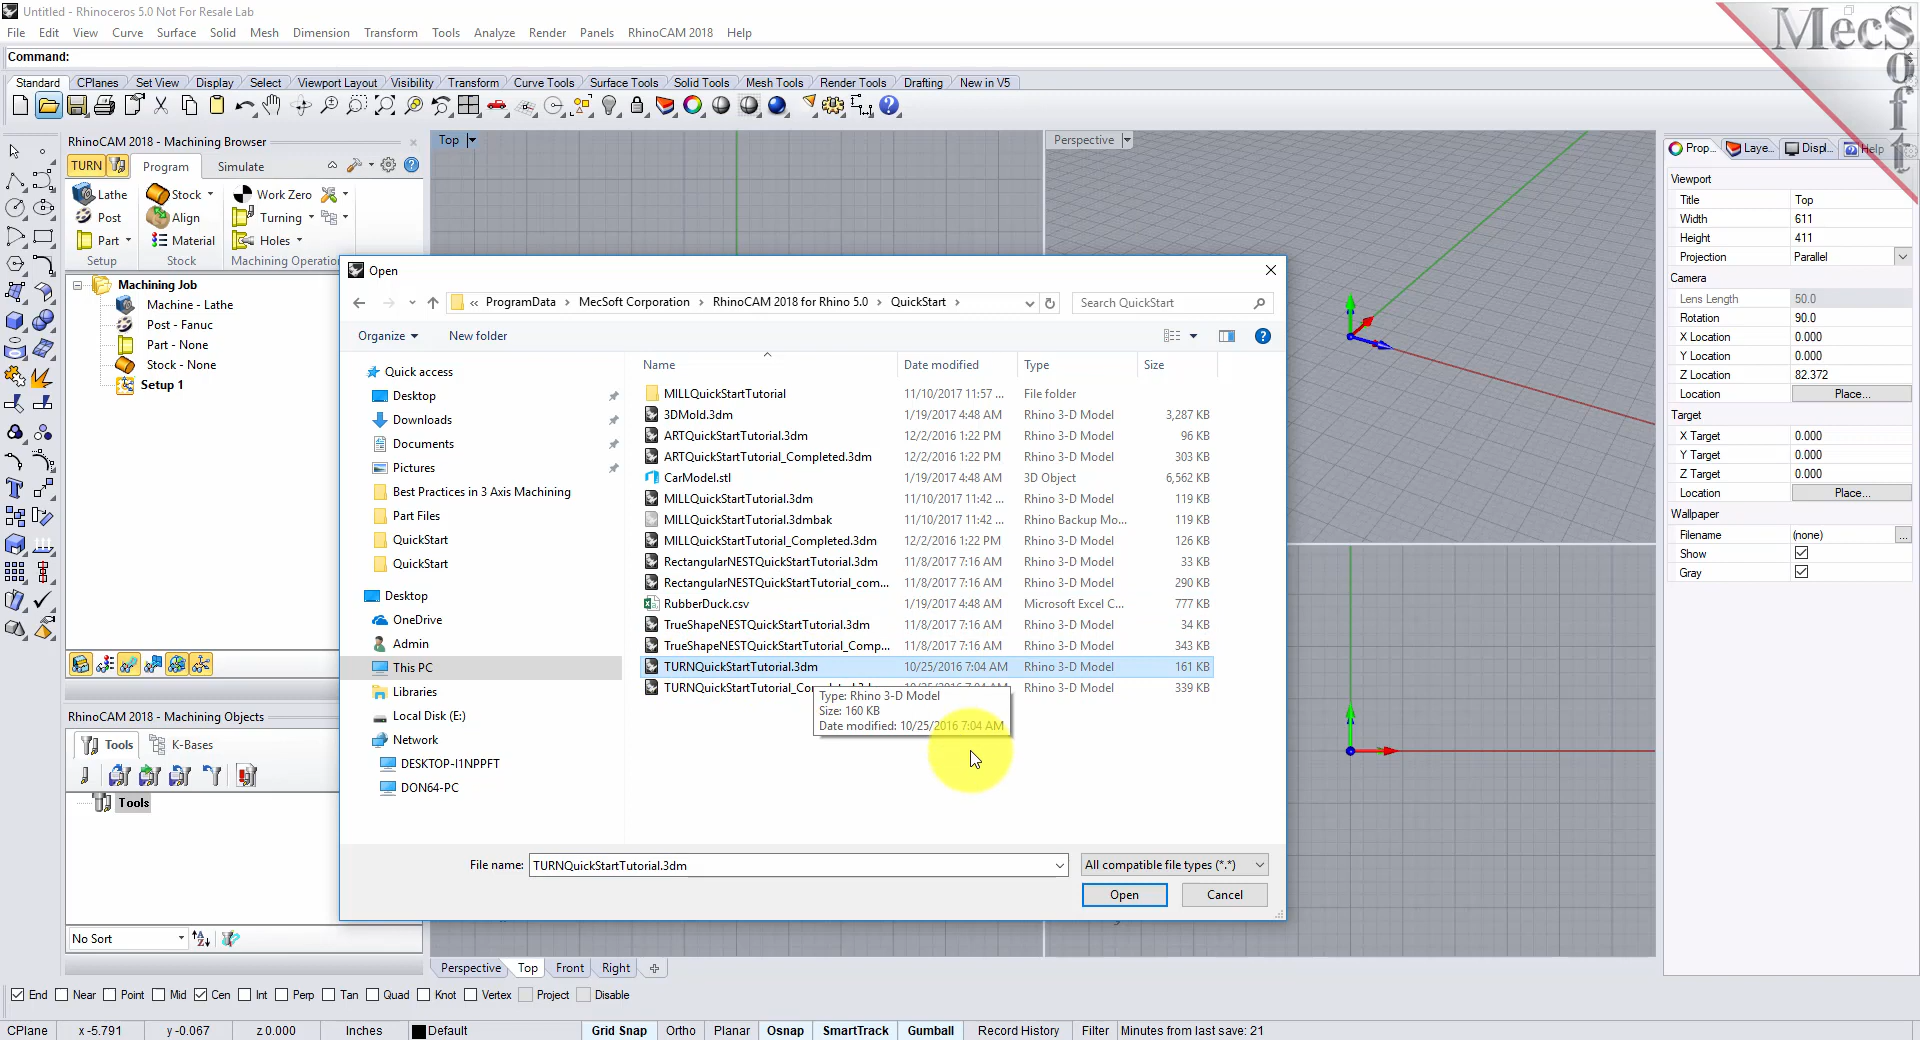 Untitled - Rhinoceros 5.0 Not For Resale Lab
MecSoft
File Edit View Curve Surface Solid Mesh Dimension Transform Tools Analyze Render Panels RhinoCAM 2018 Help
Command:
Standard CPlanes Set View Display Select Viewport Layout Visibility Transform Curve Tools Surface Tools Solid Tools Mesh Tools Render Tools Drafting New in V5
RhinoCAM 2018 - Machining Browser
TURN Program Simulate
Lathe Stock Work Zero
Post Align Turning
Part Material Holes
Setup Stock Machining Operatio
Machining Job
Machine - Lathe
Post - Fanuc
Part - None
Stock - None
Setup 1
RhinoCAM 2018 - Machining Objects
Tools K-Bases
Tools
No Sort
Top
Perspective
Open
« ProgramData > MecSoft Corporation > RhinoCAM 2018 for Rhino 5.0 > QuickStart >
Search QuickStart
Organize New folder
Quick access
Desktop
Downloads
Documents
Pictures
Best Practices in 3 Axis Machining
Part Files
QuickStart
QuickStart
Desktop
OneDrive
Admin
This PC
Libraries
Local Disk (E:)
Network
DESKTOP-I1NPPFT
DON64-PC
Name Date modified Type Size
MILLQuickStartTutorial 11/10/2017 11:57 ... File folder
3DMold.3dm 1/19/2017 4:48 AM Rhino 3-D Model 3,287 KB
ARTQuickStartTutorial.3dm 12/2/2016 1:22 PM Rhino 3-D Model 96 KB
ARTQuickStartTutorial_Completed.3dm 12/2/2016 1:22 PM Rhino 3-D Model 303 KB
CarModel.stl 1/19/2017 4:48 AM 3D Object 6,562 KB
MILLQuickStartTutorial.3dm 11/10/2017 11:42 ... Rhino 3-D Model 119 KB
MILLQuickStartTutorial.3dmbak 11/10/2017 11:42 ... Rhino Backup Mo... 119 KB
MILLQuickStartTutorial_Completed.3dm 12/2/2016 1:22 PM Rhino 3-D Model 126 KB
RectangularNESTQuickStartTutorial.3dm 11/8/2017 7:16 AM Rhino 3-D Model 33 KB
RectangularNESTQuickStartTutorial_com... 11/8/2017 7:16 AM Rhino 3-D Model 290 KB
RubberDuck.csv 1/19/2017 4:48 AM Microsoft Excel C... 777 KB
TrueShapeNESTQuickStartTutorial.3dm 11/8/2017 7:16 AM Rhino 3-D Model 34 KB
TrueShapeNESTQuickStartTutorial_Comp... 11/8/2017 7:16 AM Rhino 3-D Model 343 KB
TURNQuickStartTutorial.3dm 10/25/2016 7:04 AM Rhino 3-D Model 161 KB
TURNQuickStartTutorial_Co Rhino 3-D Model 339 KB
Type: Rhino 3-D Model
Size: 160 KB
Date modified: 10/25/2016 7:04 AM
File name: TURNQuickStartTutorial.3dm All compatible file types (*.*)
Open Cancel
Prop... Laye... Displ... Help
Viewport
Title Top
Width 611
Height 411
Projection Parallel
Camera
Lens Length 50.0
Rotation 90.0
X Location 0.000
Y Location 0.000
Z Location 82.372
Location Place...
Target
X Target 0.000
Y Target 0.000
Z Target 0.000
Location Place...
Wallpaper
Filename (none) ...
Show
Gray
Perspective Top Front Right
End Near Point Mid Cen Int Perp Tan Quad Knot Vertex Project Disable
CPlane x -5.791 y -0.067 z 0.000 Inches Default Grid Snap Ortho Planar Osnap SmartTrack Gumball Record History Filter Minutes from last save: 21